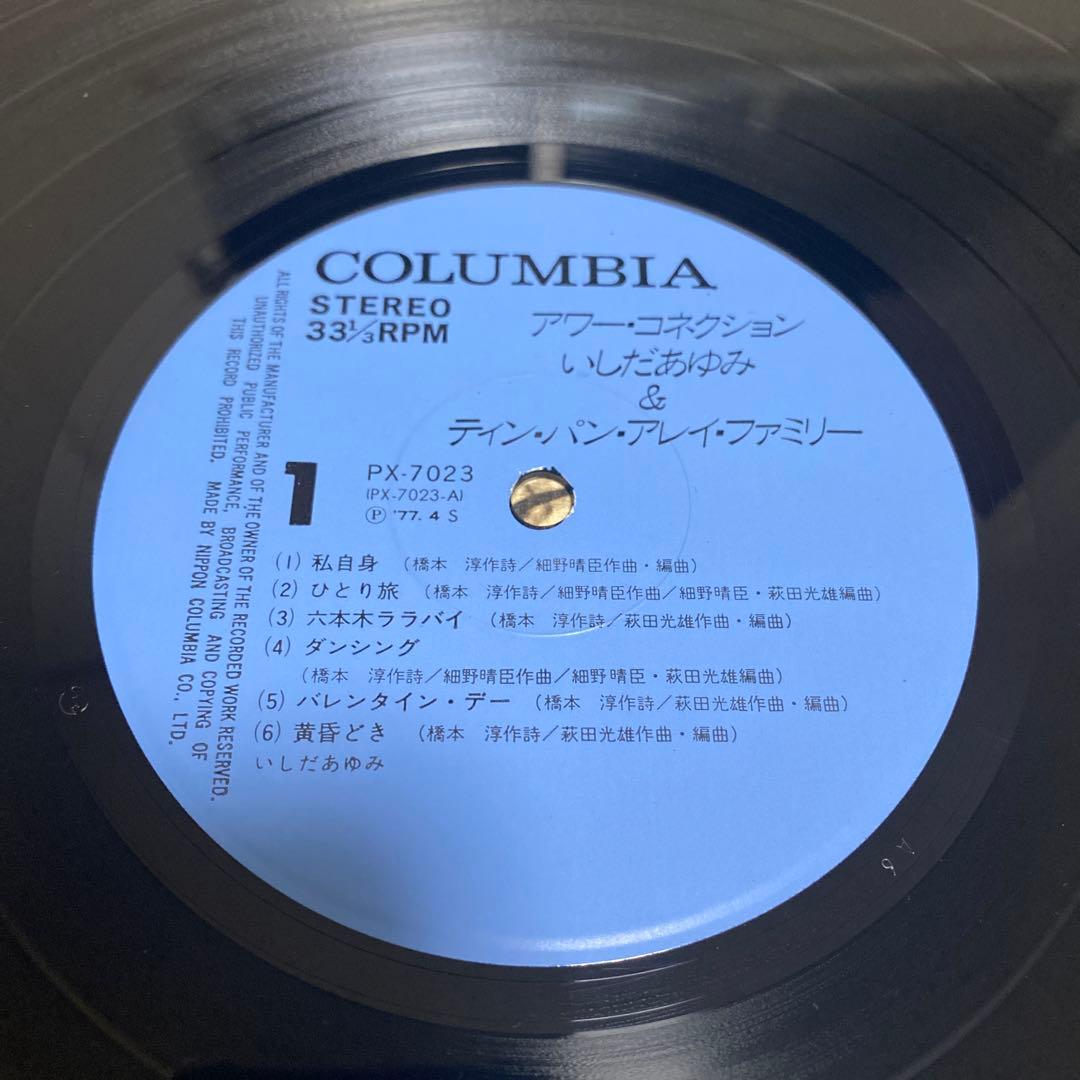 COLUMBIA
STEREO
33⅓RPM
アワー・コネクション
いしだあゆみ
&
ティン・パン・アレイ・ファミリー
1
PX-7023
(PX-7023-A)
Ⓟ '77. 4 S
(1) 私自身 (橋本 淳作詩/細野晴臣作曲・編曲)
(2) ひとり旅 (橋本 淳作詩/細野晴臣作曲/細野晴臣・萩田光雄編曲)
(3) 六本木ララバイ (橋本 淳作詩/萩田光雄作曲・編曲)
(4) ダンシング
(橋本 淳作詩/細野晴臣作曲/細野晴臣・萩田光雄編曲)
(5) バレンタイン・デー (橋本 淳作詩/萩田光雄作曲・編曲)
(6) 黄昏どき (橋本 淳作詩/萩田光雄作曲・編曲)
いしだあゆみ
ALL RIGHTS OF THE MANUFACTURER AND OF THE OWNER OF THE RECORDED WORK RESERVED.
UNAUTHORIZED PUBLIC PERFORMANCE, BROADCASTING AND COPYING OF
THIS RECORD PROHIBITED. MADE BY NIPPON COLUMBIA CO., LTD.